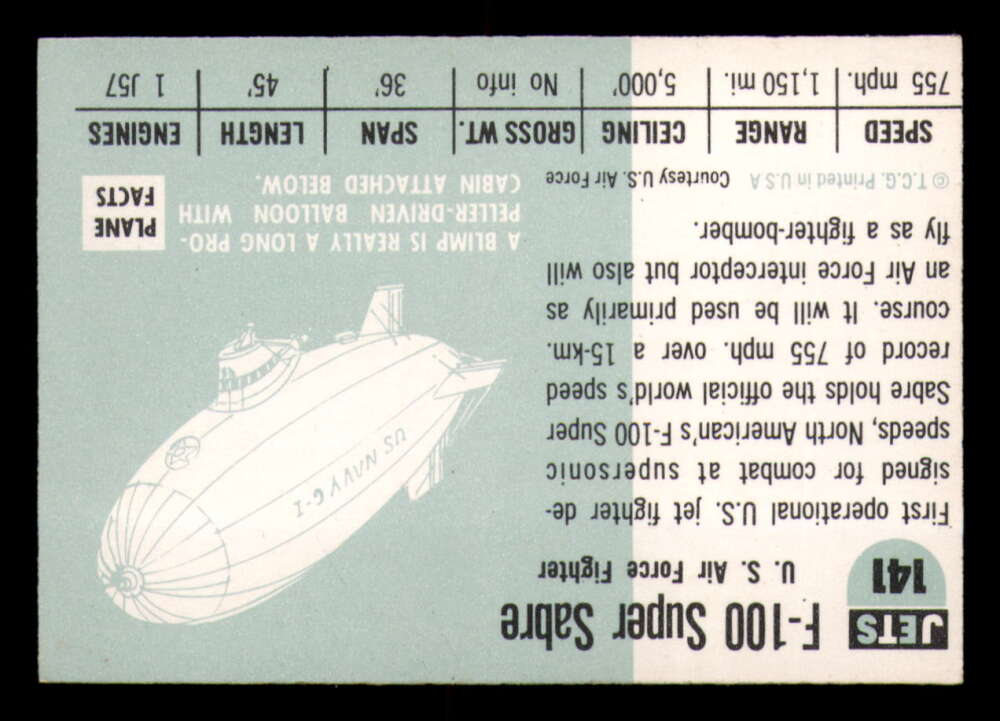 JETS
141
F-100 Super Sabre
U. S. Air Force Fighter
First operational U.S. jet fighter de-
signed for combat at supersonic
speeds, North American's F-100 Super
Sabre holds the official world's speed
record of 755 mph. over a 15-km.
course. It will be used primarily as
an Air Force interceptor but also will
fly as a fighter-bomber.
© T.C.G. Printed in U.S.A Courtesy U.S. Air Force
US NAVY G-1
A BLIMP IS REALLY A LONG PRO-
PELLER-DRIVEN BALLOON WITH
CABIN ATTACHED BELOW.
PLANE
FACTS
SPEED RANGE CEILING GROSS WT. SPAN LENGTH ENGINES
755 mph. 1,150 mi. 5,000' No info 36' 45' 1 J57